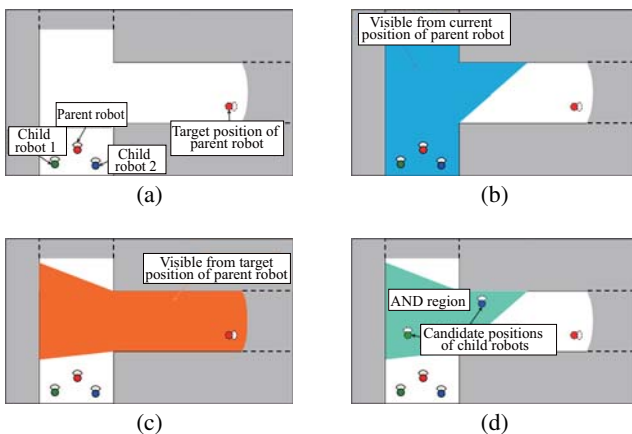 Parent robot
Child
robot 1
Child
robot 2
Target position of
parent robot
(a)
Visible from current
position of parent robot
(b)
Visible from target
position of parent robot
(c)
AND region
Candidate positions
of child robots
(d)